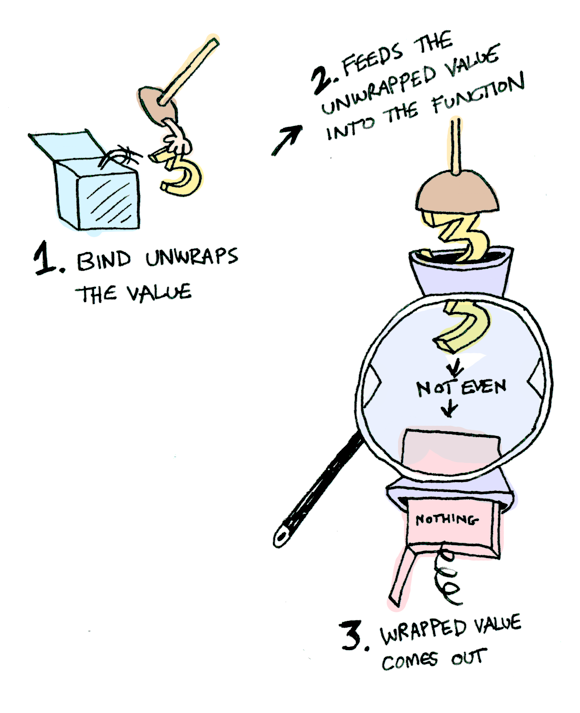 1. BIND UNWRAPS
THE VALUE
3
2. FEEDS THE
UNWRAPPED VALUE
INTO THE FUNCTION
3
3
NOT EVEN
NOTHING
3. WRAPPED VALUE
COMES OUT